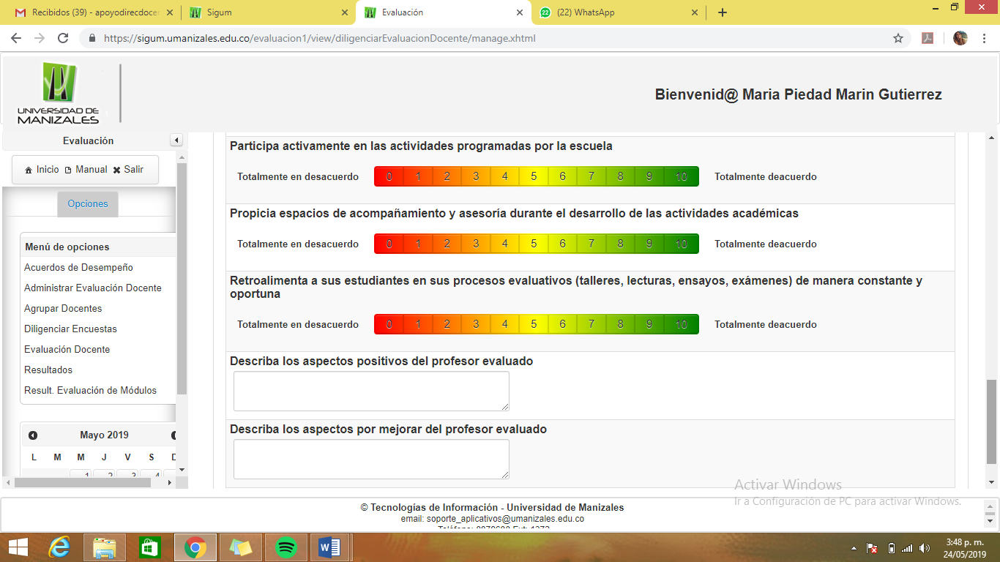 Recibidos (39) - apoyodirecdocer
Sigum
Evaluación
22
(22) WhatsApp
https://sigum.umanizales.edu.co/evaluacion1/view/diligenciarEvaluacionDocente/manage.xhtml
UNIVERSIDAD DE
MANIZALES
Bienvenid@ Maria Piedad Marin Gutierrez
Evaluación
Inicio Manual Salir
Opciones
Menú de opciones
Acuerdos de Desempeño
Administrar Evaluación Docente
Agrupar Docentes
Diligenciar Encuestas
Evaluación Docente
Resultados
Result. Evaluación de Módulos
Mayo 2019
L M M J V S D
1 2 3 4
Participa activamente en las actividades programadas por la escuela
Totalmente en desacuerdo 0 1 2 3 4 5 6 7 8 9 10 Totalmente deacuerdo
Propicia espacios de acompañamiento y asesoría durante el desarrollo de las actividades académicas
Totalmente en desacuerdo 0 1 2 3 4 5 6 7 8 9 10 Totalmente deacuerdo
Retroalimenta a sus estudiantes en sus procesos evaluativos (talleres, lecturas, ensayos, exámenes) de manera constante y
oportuna
Totalmente en desacuerdo 0 1 2 3 4 5 6 7 8 9 10 Totalmente deacuerdo
Describa los aspectos positivos del profesor evaluado
Describa los aspectos por mejorar del profesor evaluado
Activar Windows
Ir a Configuración de PC para activar Windows.
© Tecnologías de Información - Universidad de Manizales
email: soporte_aplicativos@umanizales.edu.co
3:48 p. m.
24/05/2019